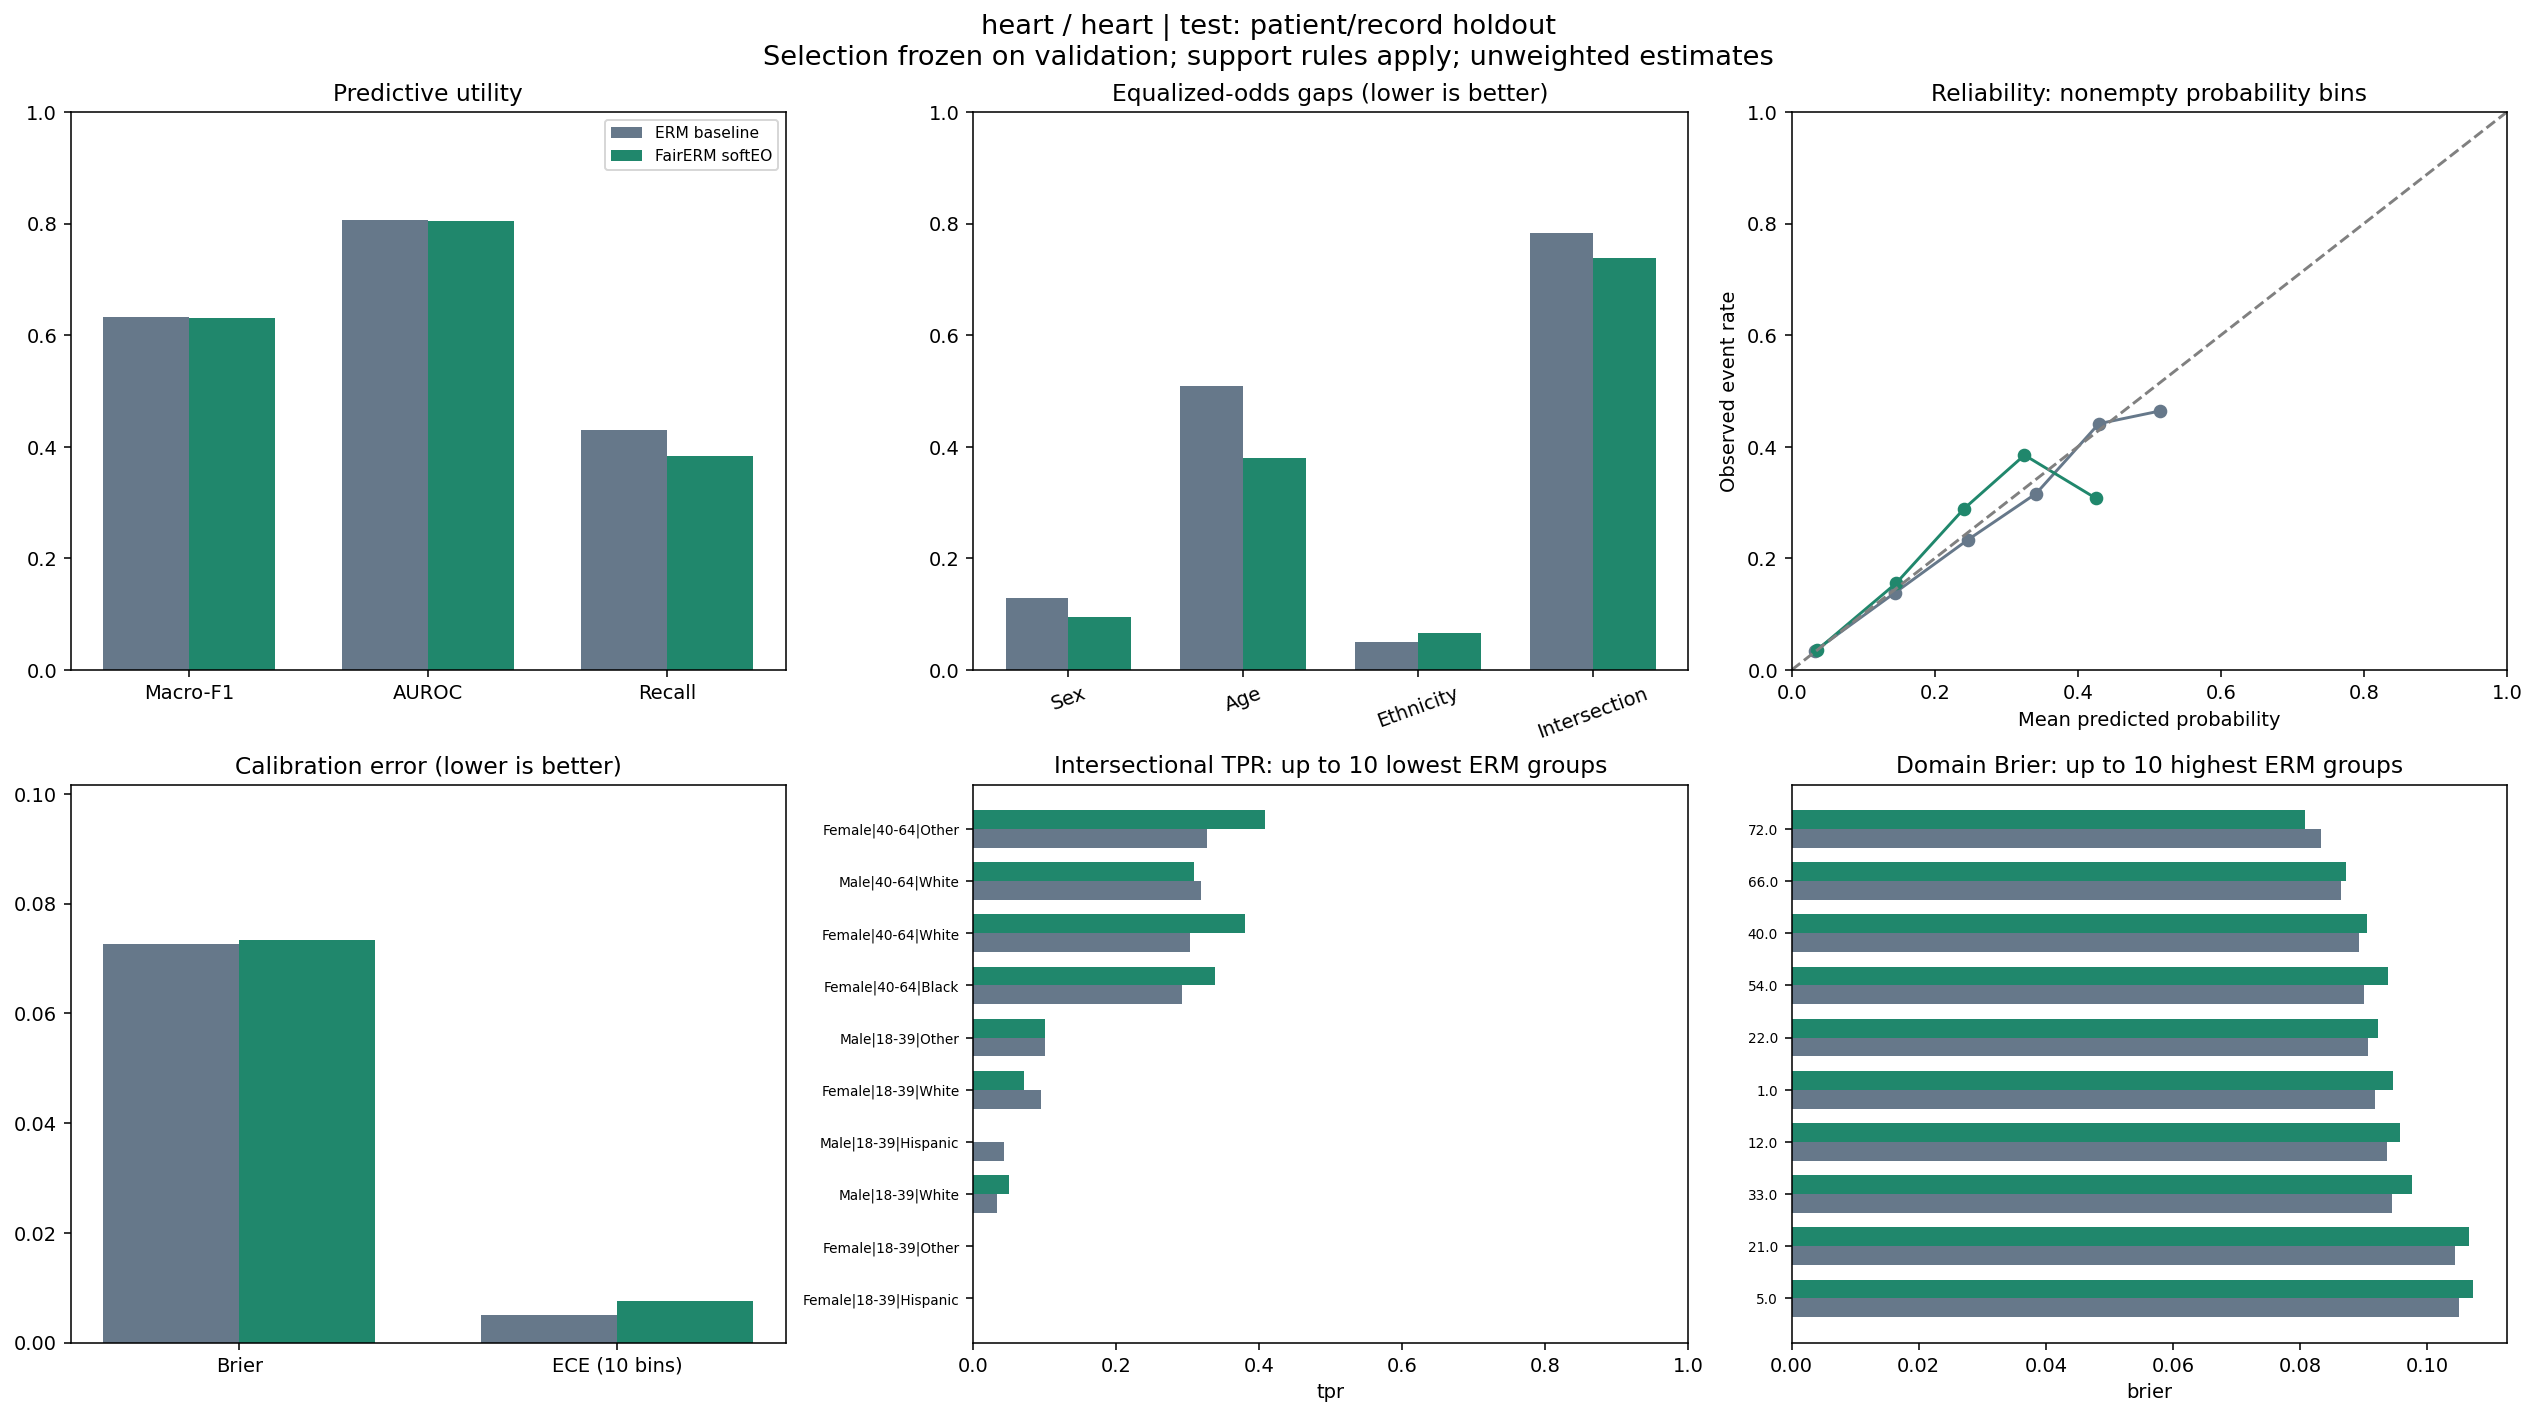 heart / heart | test: patient/record holdout
Selection frozen on validation; support rules apply; unweighted estimates
Predictive utility
1.0
0.8
0.6
0.4
0.2
0.0
ERM baseline
FairERM softEO
Macro-F1 AUROC Recall
Equalized-odds gaps (lower is better)
1.0
0.8
0.6
0.4
0.2
0.0
Sex Age Ethnicity Intersection
Reliability: nonempty probability bins
Observed event rate
1.0
0.8
0.6
0.4
0.2
0.0
0.0 0.2 0.4 0.6 0.8 1.0
Mean predicted probability
Calibration error (lower is better)
0.10
0.08
0.06
0.04
0.02
0.00
Brier ECE (10 bins)
Intersectional TPR: up to 10 lowest ERM groups
Female|40-64|Other
Male|40-64|White
Female|40-64|White
Female|40-64|Black
Male|18-39|Other
Female|18-39|White
Male|18-39|Hispanic
Male|18-39|White
Female|18-39|Other
Female|18-39|Hispanic
0.0 0.2 0.4 0.6 0.8 1.0
tpr
Domain Brier: up to 10 highest ERM groups
72.0
66.0
40.0
54.0
22.0
1.0
12.0
33.0
21.0
5.0
0.00 0.02 0.04 0.06 0.08 0.10
brier